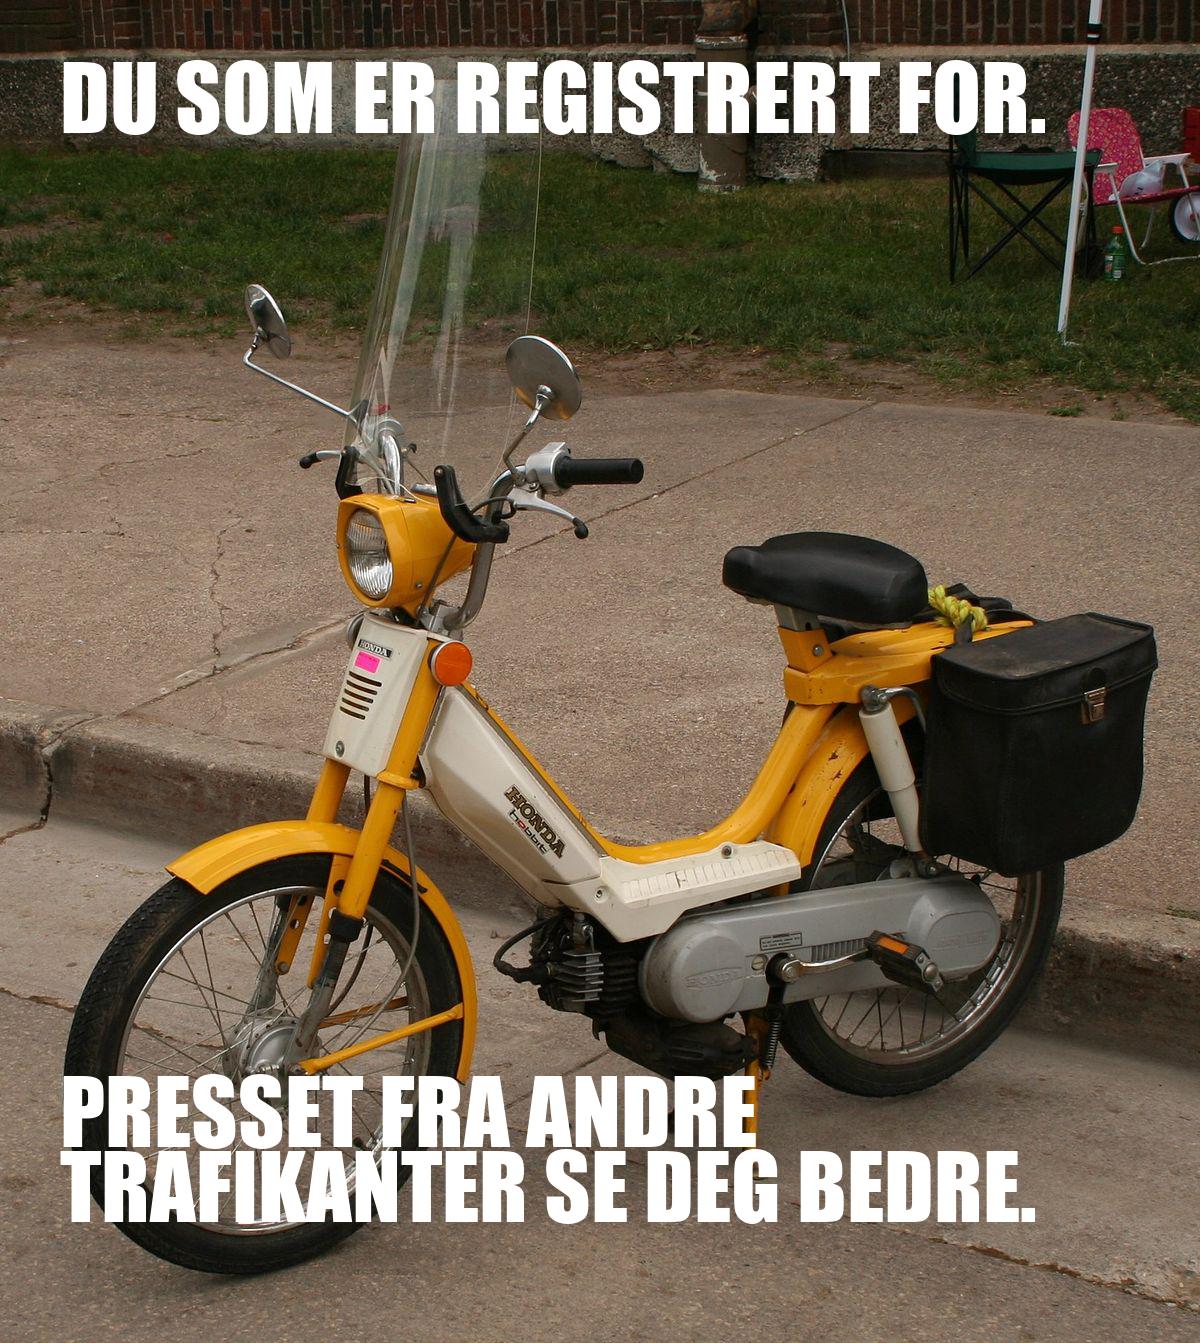 DU SOM ER REGISTRERT FOR.
HONDA
HONDA
hobbit
HONDA
PRESSET FRA ANDRE
TRAFIKANTER SE DEG BEDRE.